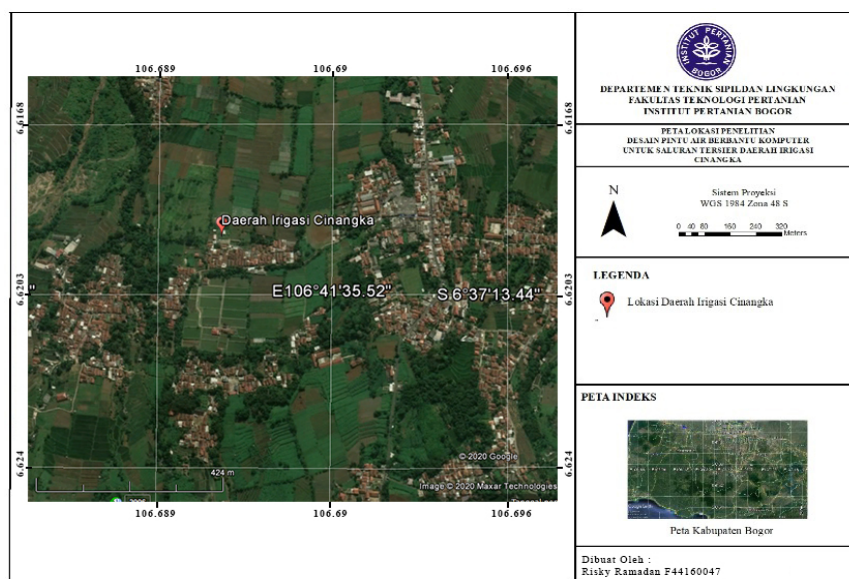 106.689 106.69 106.696
6.6168 6.6168
Daerah Irigasi Cinangka
6.6203 " E106°41'35.52" S 6°37'13.44" 6.6203
6.624 6.624
424 m
© 2020 Google
Image © 2020 Maxar Technologies
106.689 106.69 106.696
INSTITUT PERTANIAN
BOGOR
DEPARTEMEN TEKNIK SIPILDAN LINGKUNGAN
FAKULTAS TEKNOLOGI PERTANIAN
INSTITUT PERTANIAN BOGOR
PETA LOKASI PENELITIAN
DESAIN PINTU AIR BERBANTU KOMPUTER
UNTUK SALURAN TERSIER DAERAH IRIGASI
CINANGKA
N
Sistem Proyeksi
WGS 1984 Zona 48 S
0 40 80 160 240 320
Meters
LEGENDA
Lokasi Daerah Irigasi Cinangka
PETA INDEKS
Peta Kabupaten Bogor
Dibuat Oleh :
Risky Ramadan F44160047